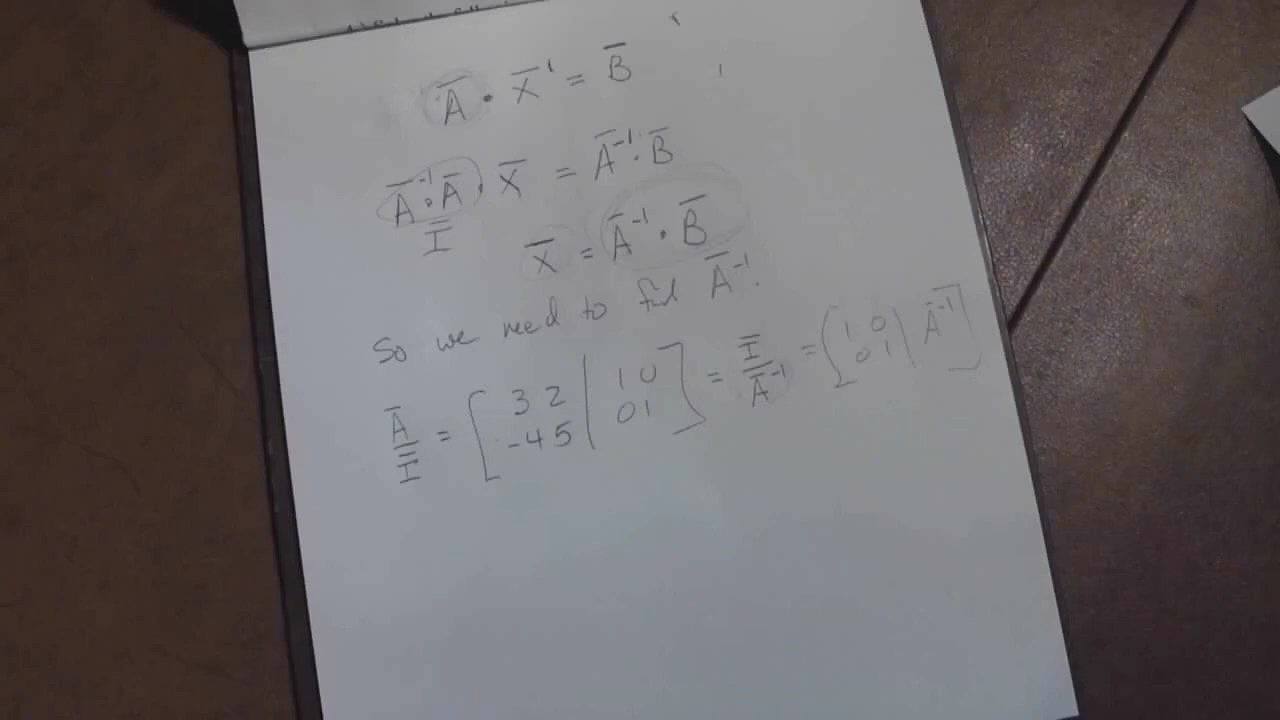 A̅ • X̅¹ = B̅
A̅⁻¹ • A̅ • X̅ = A̅⁻¹ • B̅
I̿
X̅ = A̅⁻¹ • B̅
So we need to find A̅⁻¹.
A̅/I̿ = [3 2 | 1 0] = I̿/A̅⁻¹ = [1 0 | A̅⁻¹]
-4 5 | 0 1 0 1